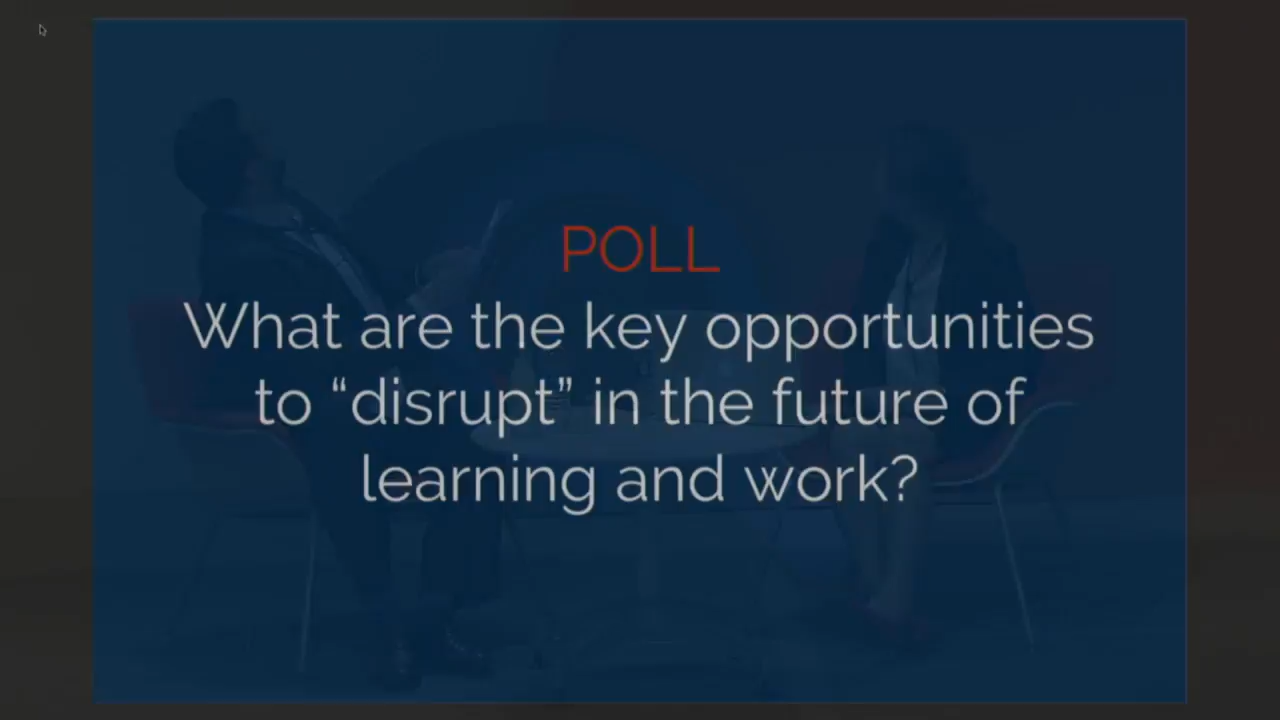 POLL
What are the key opportunities
to “disrupt” in the future of
learning and work?